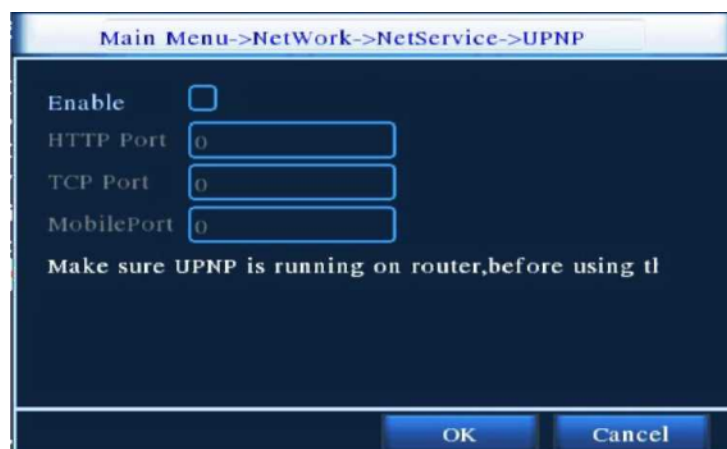 Main Menu->NetWork->NetService->UPNP
Enable
HTTP Port 0
TCP Port 0
MobilePort 0
Make sure UPNP is running on router,before using tl
OK Cancel